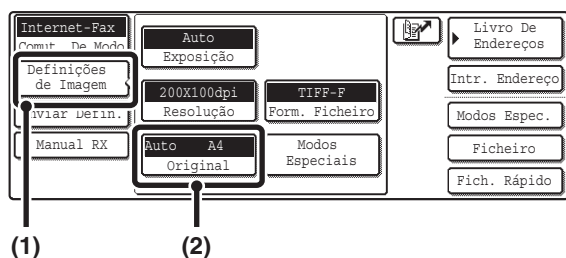 Internet-Fax
Comut. De Modo
Definições
de Imagem
Enviar Defin.
Manual RX
Auto
Exposição
200X100dpi
Resolução
TIFF-F
Form. Ficheiro
Auto A4
Original
Modos
Especiais
Livro De
Endereços
Intr. Endereço
Modos Espec.
Ficheiro
Fich. Rápido
(1)
(2)